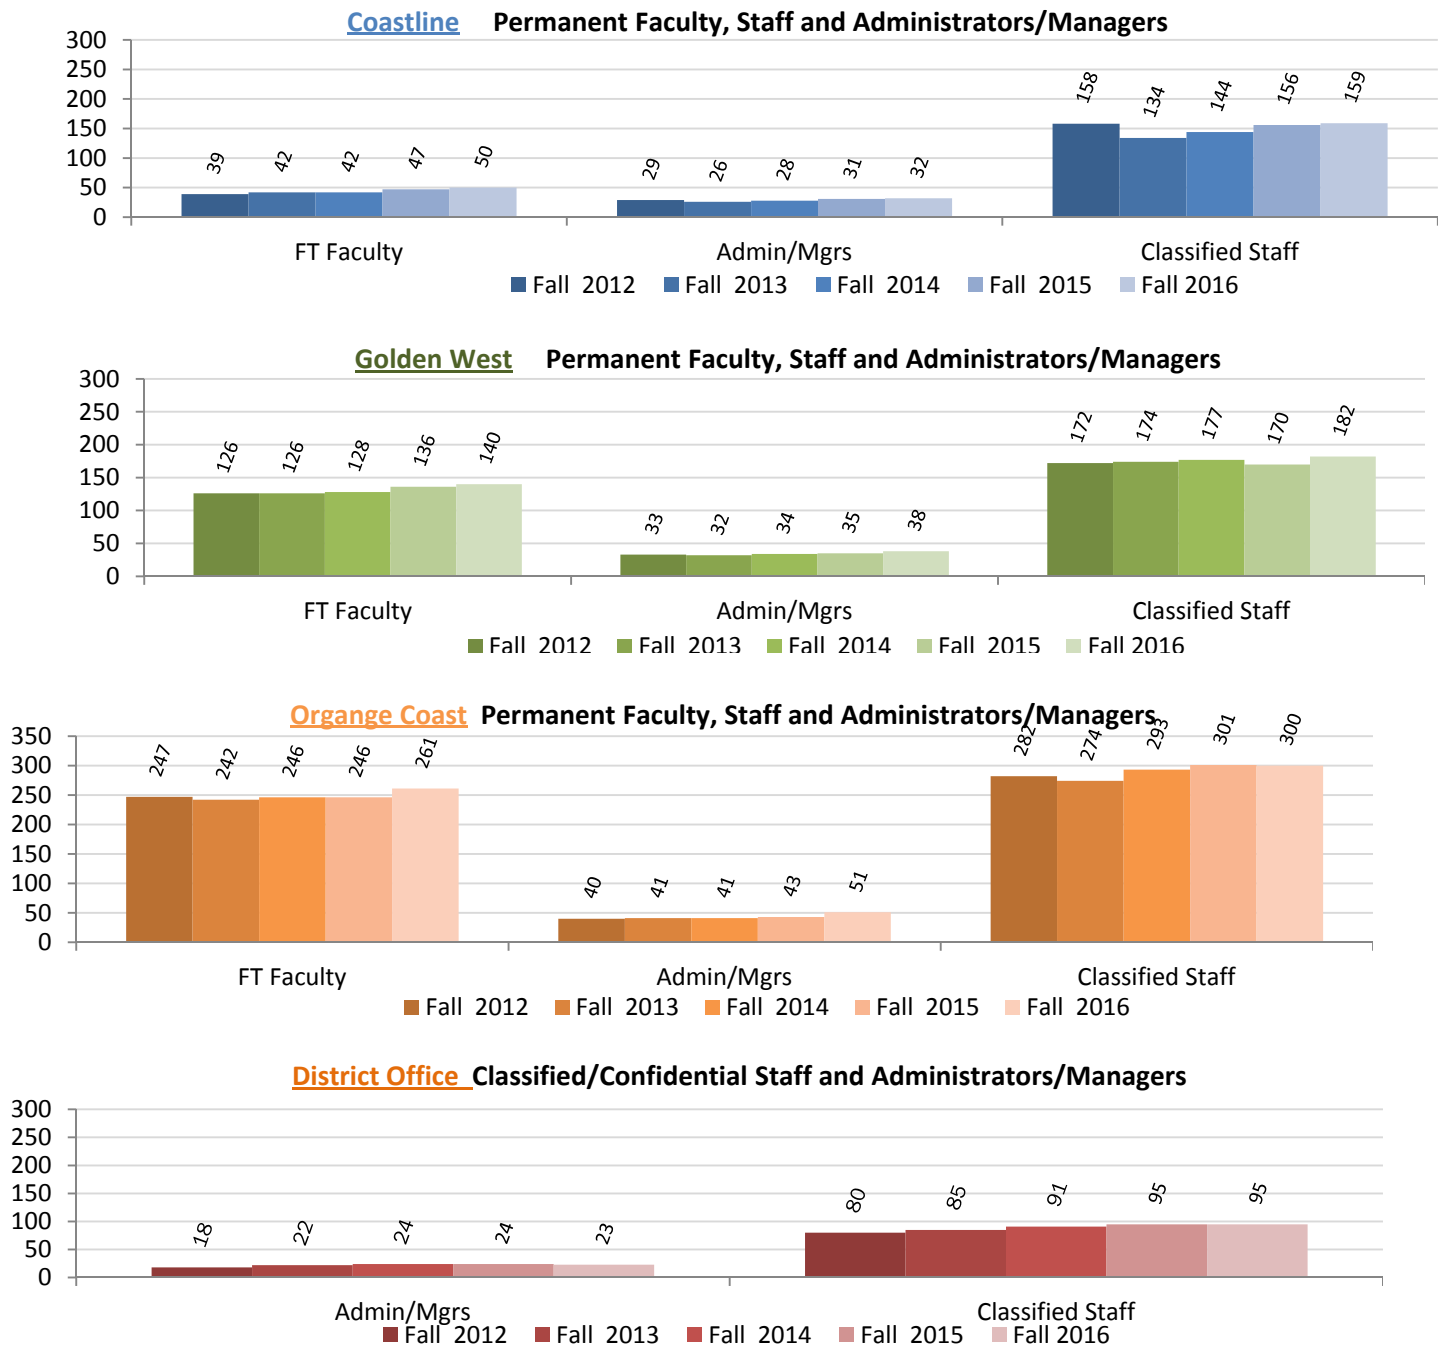 Coastline Permanent Faculty, Staff and Administrators/Managers
300
250
200
150
100
50
0
39 42 42 47 50 29 26 28 31 32 158 134 144 156 159
FT Faculty Admin/Mgrs Classified Staff
Fall 2012 Fall 2013 Fall 2014 Fall 2015 Fall 2016
Golden West Permanent Faculty, Staff and Administrators/Managers
300
250
200
150
100
50
0
126 126 128 136 140 33 32 34 35 38 172 174 177 170 182
FT Faculty Admin/Mgrs Classified Staff
Fall 2012 Fall 2013 Fall 2014 Fall 2015 Fall 2016
Organge Coast Permanent Faculty, Staff and Administrators/Managers
350
300
250
200
150
100
50
0
247 242 246 246 261 40 41 41 43 51 282 274 293 301 300
FT Faculty Admin/Mgrs Classified Staff
Fall 2012 Fall 2013 Fall 2014 Fall 2015 Fall 2016
District Office Classified/Confidential Staff and Administrators/Managers
300
250
200
150
100
50
0
18 22 24 24 23 80 85 91 95 95
Admin/Mgrs Classified Staff
Fall 2012 Fall 2013 Fall 2014 Fall 2015 Fall 2016